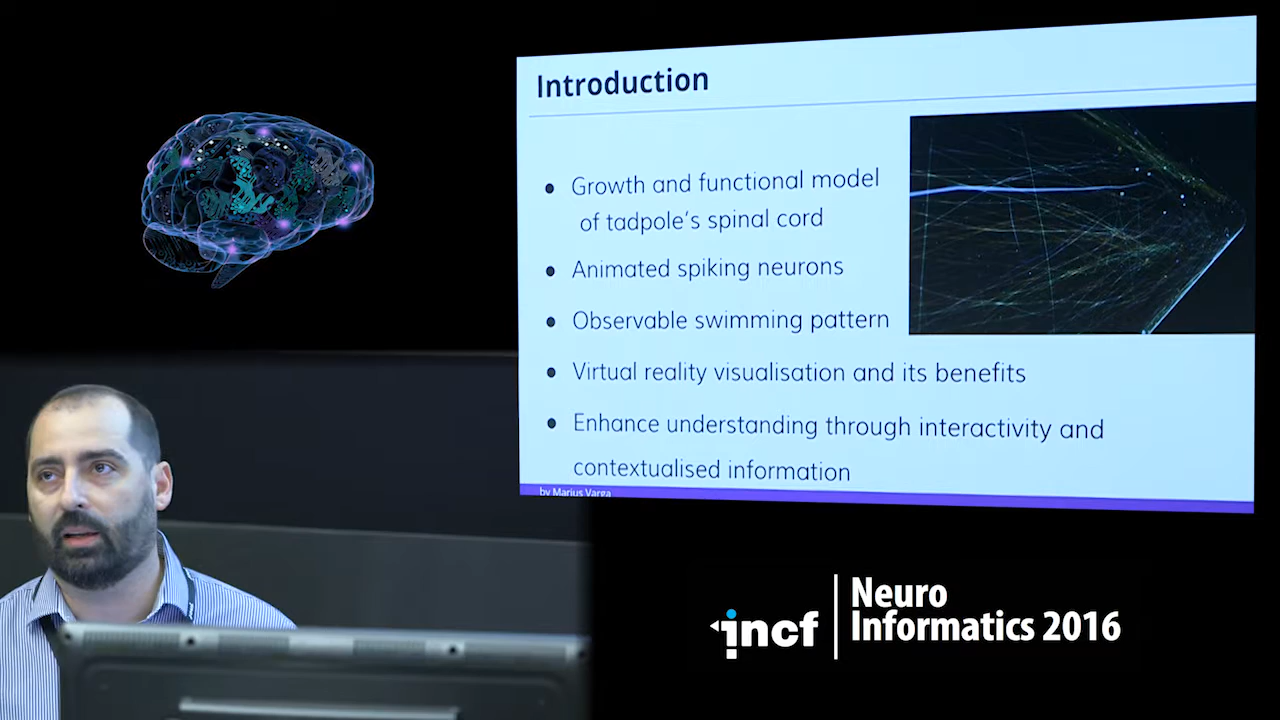 Introduction
• Growth and functional model
of tadpole's spinal cord
• Animated spiking neurons
• Observable swimming pattern
• Virtual reality visualisation and its benefits
• Enhance understanding through interactivity and
contextualised information
by Marius Varga
incf
Neuro
Informatics 2016